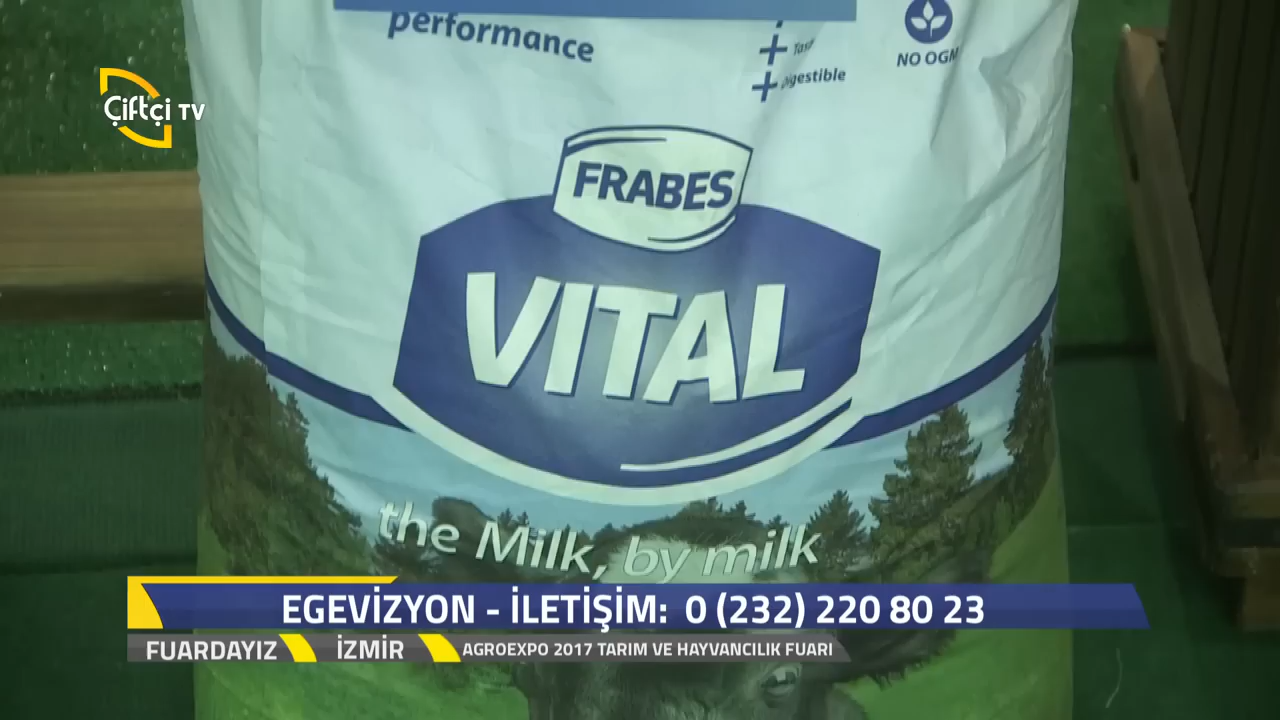 performance
+
+ Digestible
NO OGM
Çiftçi TV
FRABES
VITAL
the Milk, by milk
EGEVİZYON - İLETİŞİM: 0 (232) 220 80 23
FUARDAYIZ İZMİR AGROEXPO 2017 TARIM VE HAYVANCILIK FUARI